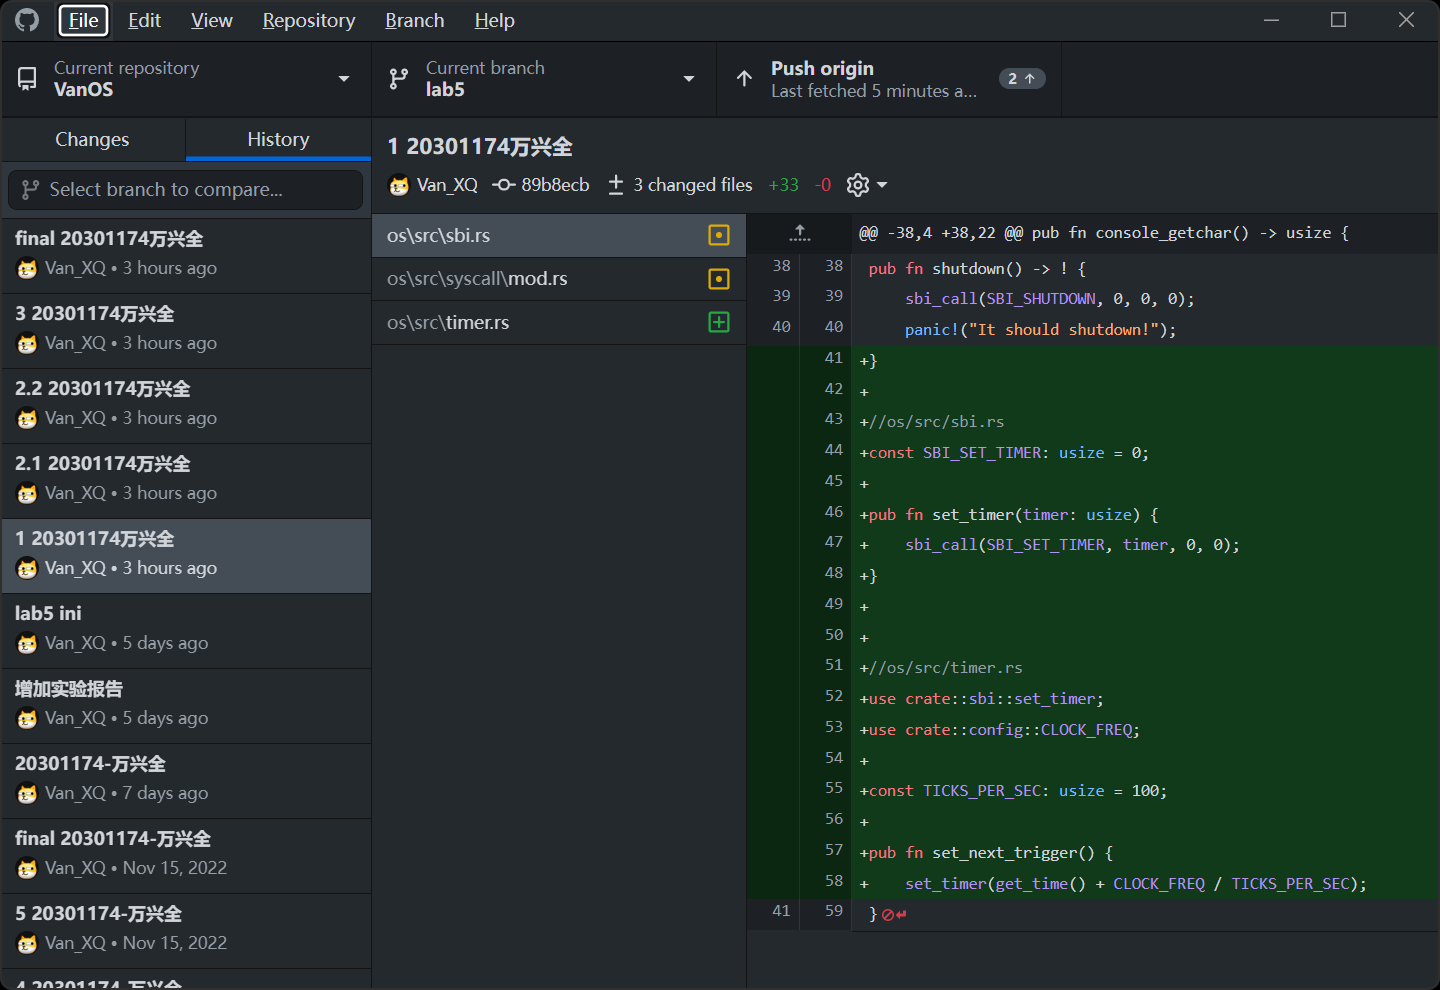 File Edit View Repository Branch Help
Current repository
VanOS
Current branch
lab5
Push origin
Last fetched 5 minutes a...
2
Changes
History
Select branch to compare...
final 20301174万兴全
Van_XQ • 3 hours ago
3 20301174万兴全
Van_XQ • 3 hours ago
2.2 20301174万兴全
Van_XQ • 3 hours ago
2.1 20301174万兴全
Van_XQ • 3 hours ago
1 20301174万兴全
Van_XQ • 3 hours ago
lab5 ini
Van_XQ • 5 days ago
增加实验报告
Van_XQ • 5 days ago
20301174-万兴全
Van_XQ • 7 days ago
final 20301174-万兴全
Van_XQ • Nov 15, 2022
5 20301174-万兴全
Van_XQ • Nov 15, 2022
4 20301174-万兴全
1 20301174万兴全
Van_XQ 89b8ecb 3 changed files +33 -0
os\src\sbi.rs
os\src\syscall\mod.rs
os\src\timer.rs
@@ -38,4 +38,22 @@ pub fn console_getchar() -> usize {
38 38 pub fn shutdown() -> ! {
39 39 sbi_call(SBI_SHUTDOWN, 0, 0, 0);
40 40 panic!("It should shutdown!");
41 +}
42 +
43 +//os/src/sbi.rs
44 +const SBI_SET_TIMER: usize = 0;
45 +
46 +pub fn set_timer(timer: usize) {
47 + sbi_call(SBI_SET_TIMER, timer, 0, 0);
48 +}
49 +
50 +
51 +//os/src/timer.rs
52 +use crate::sbi::set_timer;
53 +use crate::config::CLOCK_FREQ;
54 +
55 +const TICKS_PER_SEC: usize = 100;
56 +
57 +pub fn set_next_trigger() {
58 + set_timer(get_time() + CLOCK_FREQ / TICKS_PER_SEC);
41 59 }